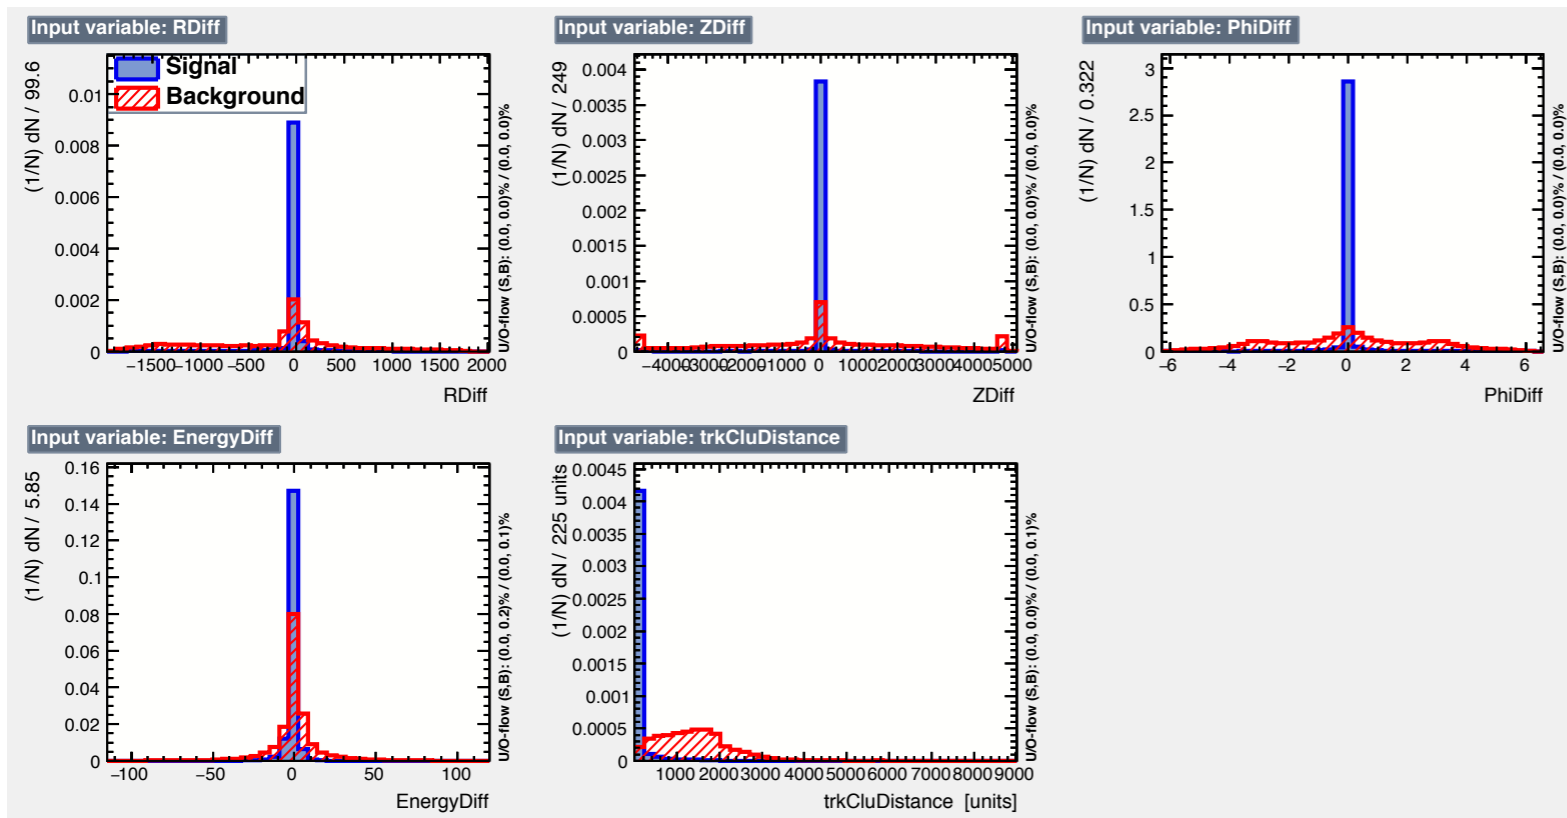 Input variable: RDiff
Input variable: ZDiff
Input variable: PhiDiff
(1/N) dN / 99.6
Signal
Background
0.01
0.008
0.006
0.004
0.002
0
−1500 −1000 −500 0 500 1000 1500 2000
RDiff
U/O-flow (S,B): (0.0, 0.0)% / (0.0, 0.0)%
(1/N) dN / 249
0.004
0.0035
0.003
0.0025
0.002
0.0015
0.001
0.0005
0
−4000 −3000 −2000 −1000 0 1000 2000 3000 4000 5000
ZDiff
U/O-flow (S,B): (0.0, 0.0)% / (0.0, 0.0)%
(1/N) dN / 0.322
3
2.5
2
1.5
1
0.5
0
−6 −4 −2 0 2 4 6
PhiDiff
U/O-flow (S,B): (0.0, 0.0)% / (0.0, 0.0)%
Input variable: EnergyDiff
Input variable: trkCluDistance
(1/N) dN / 5.85
0.16
0.14
0.12
0.1
0.08
0.06
0.04
0.02
0
−100 −50 0 50 100
EnergyDiff
U/O-flow (S,B): (0.0, 0.2)% / (0.0, 0.1)%
(1/N) dN / 225 units
0.0045
0.004
0.0035
0.003
0.0025
0.002
0.0015
0.001
0.0005
0
1000 2000 3000 4000 5000 6000 7000 8000 9000
trkCluDistance [units]
U/O-flow (S,B): (0.0, 0.0)% / (0.0, 0.1)%